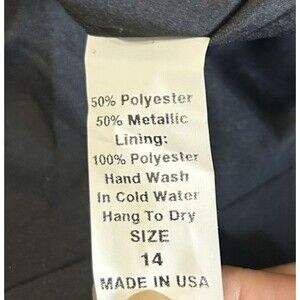 50% Polyester
50% Metallic
Lining:
100% Polyester
Hand Wash
In Cold Water
Hang To Dry
SIZE
14
MADE IN USA